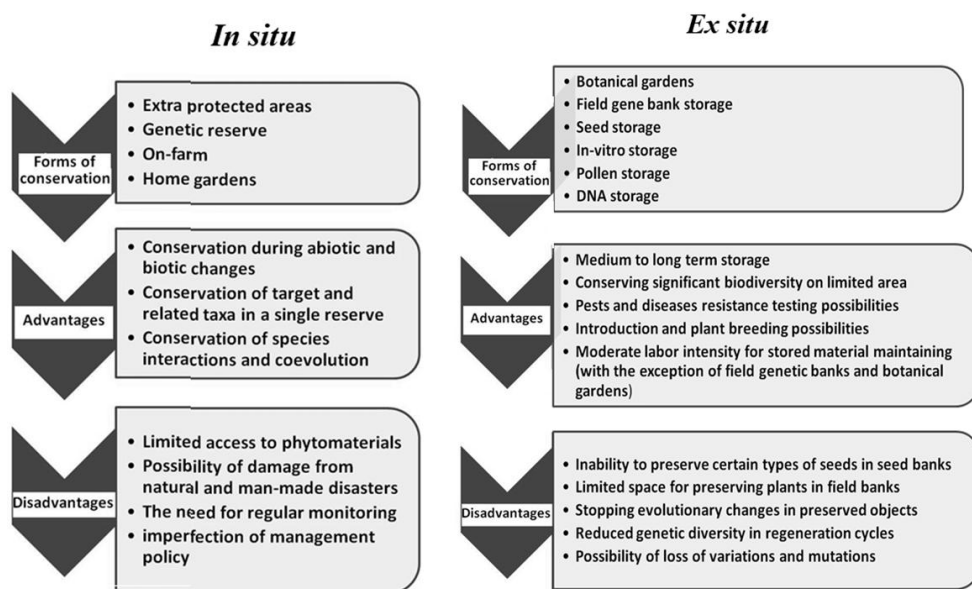 In situ
Forms of
conservation
• Extra protected areas
• Genetic reserve
• On-farm
• Home gardens
Advantages
• Conservation during abiotic and
biotic changes
• Conservation of target and
related taxa in a single reserve
• Conservation of species
interactions and coevolution
Disadvantages
• Limited access to phytomaterials
• Possibility of damage from
natural and man-made disasters
• The need for regular monitoring
• imperfection of management
policy
Ex situ
Forms of
conservation
• Botanical gardens
• Field gene bank storage
• Seed storage
• In-vitro storage
• Pollen storage
• DNA storage
Advantages
• Medium to long term storage
• Conserving significant biodiversity on limited area
• Pests and diseases resistance testing possibilities
• Introduction and plant breeding possibilities
• Moderate labor intensity for stored material maintaining
(with the exception of field genetic banks and botanical
gardens)
Disadvantages
• Inability to preserve certain types of seeds in seed banks
• Limited space for preserving plants in field banks
• Stopping evolutionary changes in preserved objects
• Reduced genetic diversity in regeneration cycles
• Possibility of loss of variations and mutations